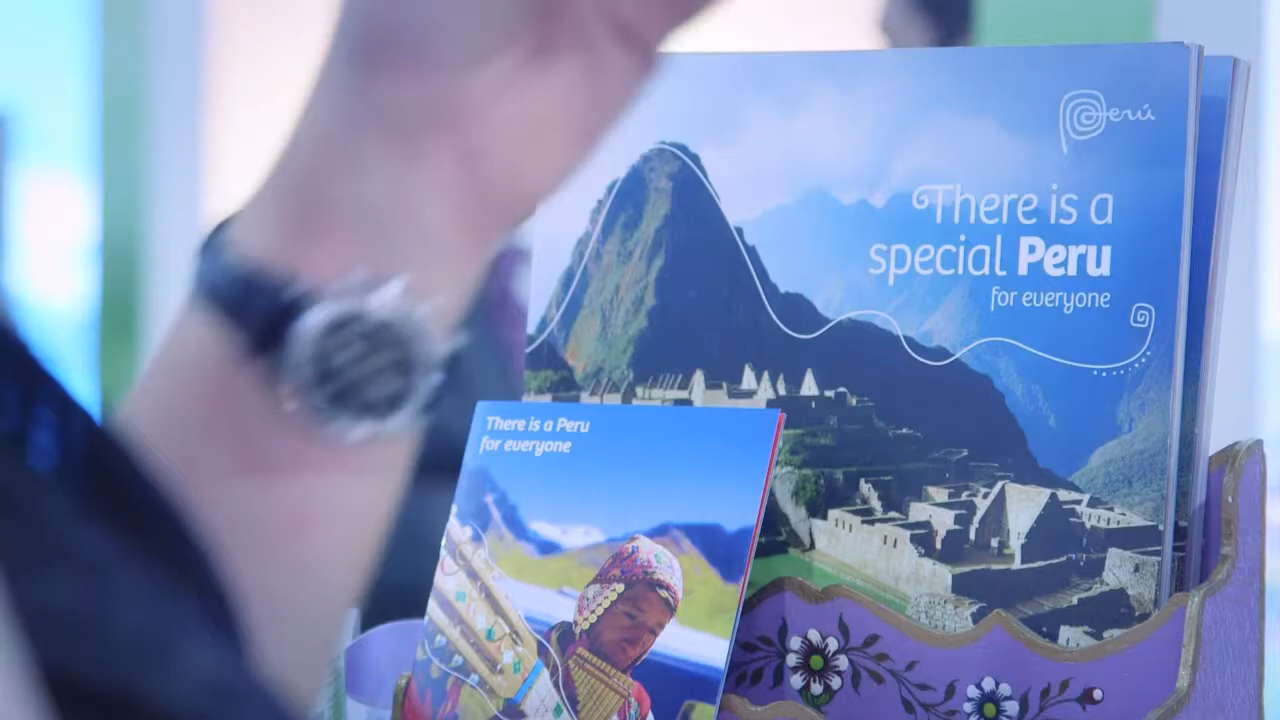 Perú
There is a
special Peru
for everyone
There is a Peru
for everyone